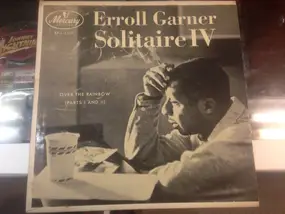 Mercury
Erroll Garner
Solitaire IV
OVER THE RAINBOW
(PARTS I AND II)